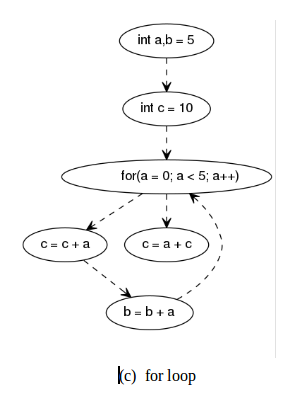 int a,b = 5
int c = 10
for(a = 0; a < 5; a++)
c = c + a
c = a + c
b = b + a
(c) for loop